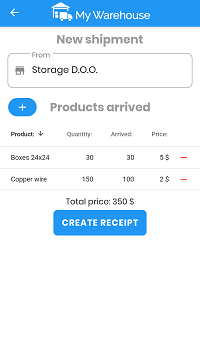 My Warehouse
New shipment
From
Storage D.O.O.
+ Products arrived
Product: ↓ Quantity: Arrived: Price:
Boxes 24x24 30 30 5 $ —
Copper wire 150 100 2 $ —
Total price: 350 $
CREATE RECEIPT